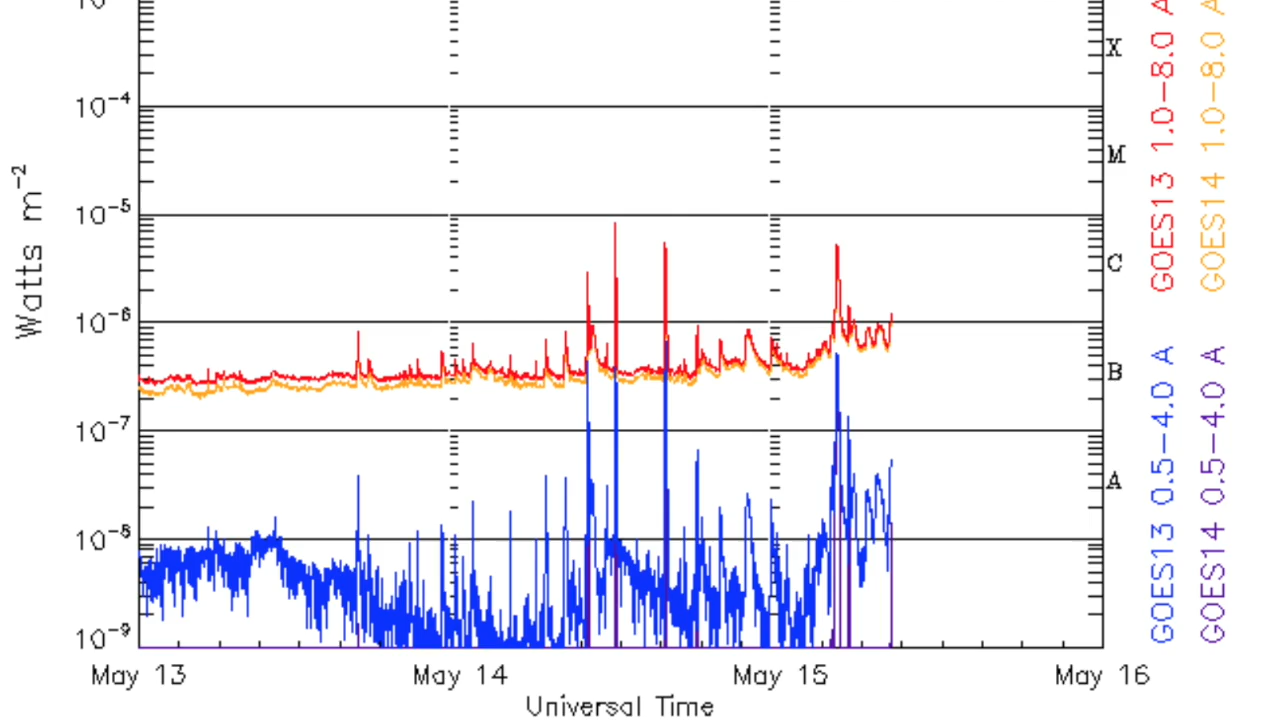 10⁻⁴
10⁻⁵
10⁻⁶
10⁻⁷
10⁻⁸
10⁻⁹
Watts m⁻²
X
M
C
B
A
May 13 May 14 May 15 May 16
Universal Time
GOES13 0.5-4.0 A GOES13 1.0-8.0 A
GOES14 0.5-4.0 A GOES14 1.0-8.0 A